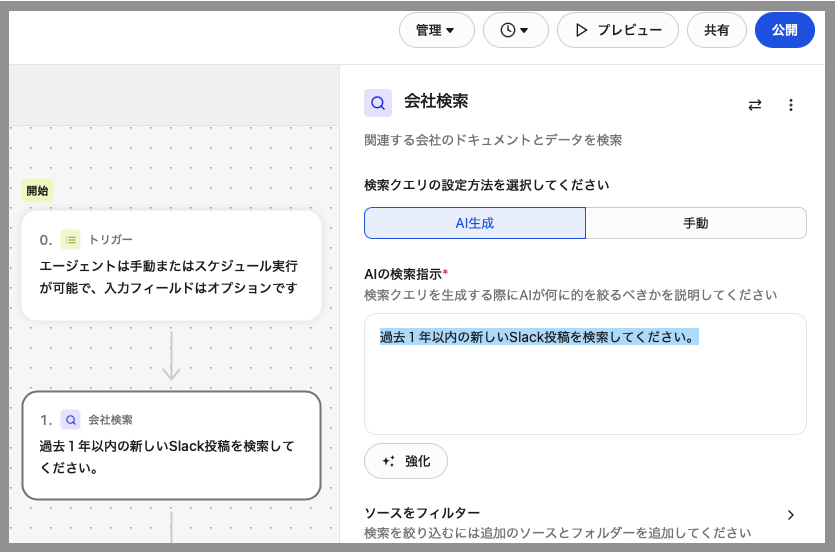 管理
プレビュー
共有
公開
開始
0. トリガー
エージェントは手動またはスケジュール実行
が可能で、入力フィールドはオプションです
1. 会社検索
過去１年以内の新しいSlack投稿を検索して
ください。
会社検索
関連する会社のドキュメントとデータを検索
検索クエリの設定方法を選択してください
AI生成 手動
AIの検索指示*
検索クエリを生成する際にAIが何に的を絞るべきかを説明してください
過去１年以内の新しいSlack投稿を検索してください。
強化
ソースをフィルター
検索を絞り込むには追加のソースとフォルダーを追加してください